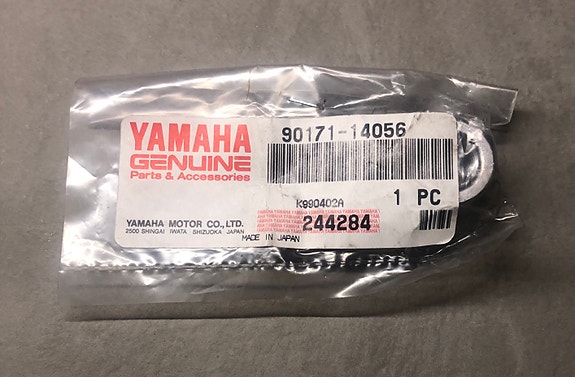 YAMAHA
GENUINE
Parts & Accessories
90171-14056
K990402A
1 PC
YAMAHA MOTOR CO., LTD.
2500 SHINGAI IWATA SHIZUOKA JAPAN
244284
MADE IN JAPAN